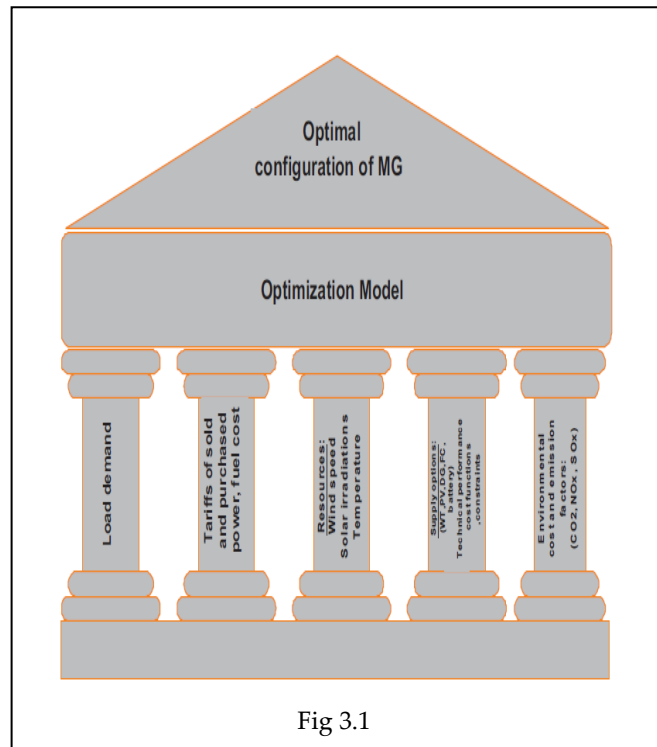 Optimal
configuration of MG
Optimization Model
Load demand
Tariffs of sold
and purchased
power, fuel cost
Resources:
Wind speed
Solar irradiations
Temperature
Supply options:
(WT,PV,DG,FC,
battery)
Technical performance
cost functions
,constraints
Environmental
cost and emission
factors:
(CO2, NOx, SOx)
Fig 3.1